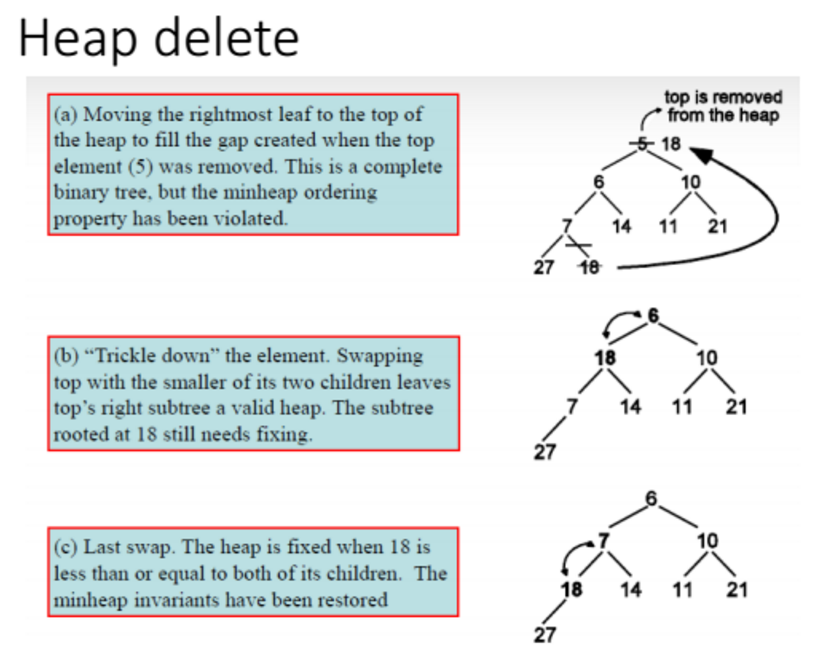 Heap delete
(a) Moving the rightmost leaf to the top of
the heap to fill the gap created when the top
element (5) was removed. This is a complete
binary tree, but the minheap ordering
property has been violated.
top is removed
from the heap
5 18
6 10
7 14 11 21
27 18
(b) “Trickle down” the element. Swapping
top with the smaller of its two children leaves
top’s right subtree a valid heap. The subtree
rooted at 18 still needs fixing.
6
18 10
7 14 11 21
27
(c) Last swap. The heap is fixed when 18 is
less than or equal to both of its children.  The
minheap invariants have been restored
6
7 10
18 14 11 21
27